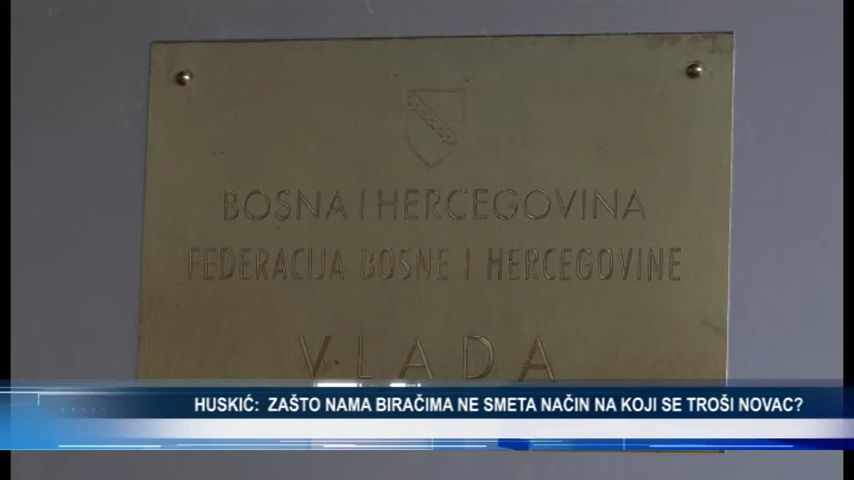 BOSNA I HERCEGOVINA
FEDERACIJA BOSNE I HERCEGOVINE
VLADA
HUSKIĆ: ZAŠTO NAMA BIRAČIMA NE SMETA NAČIN NA KOJI SE TROŠI NOVAC?